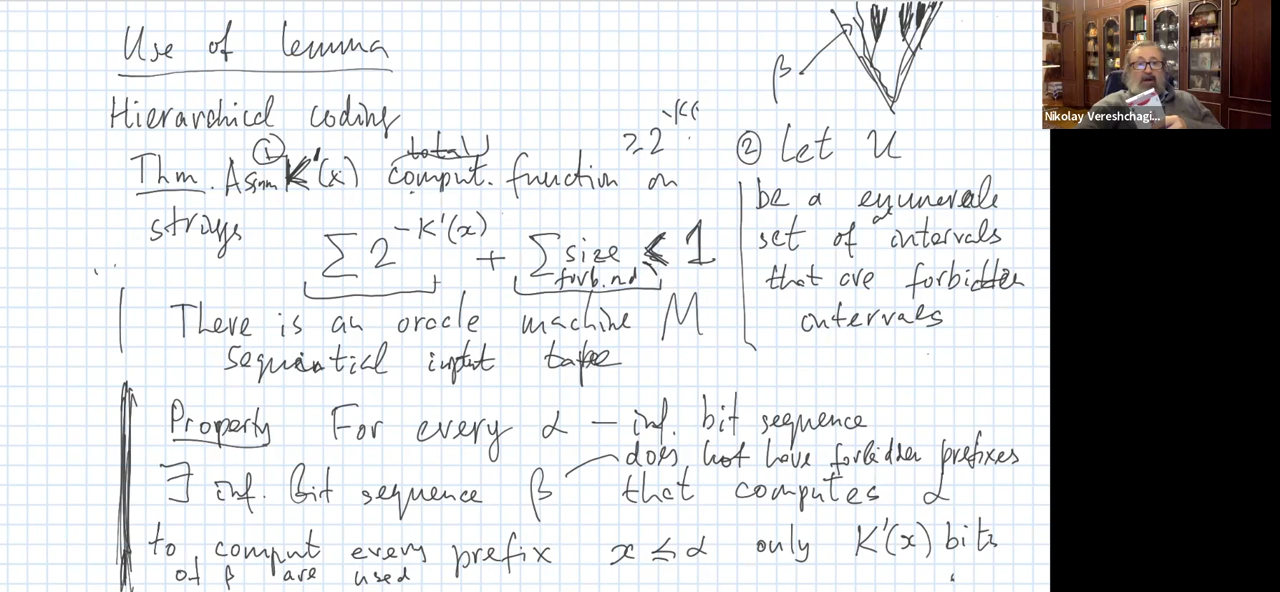 Use of lemma
β
Nikolay Vereshchagi...
Hierarchical coding
≥2^-K(
② Let U
Thm. ① Assum K'(x) total comput. function on
strings
be a enumerable
set of intervals
that are forbidden
intervals
∑ 2^-K'(x) + ∑ size forb. nd < 1
There is an oracle machine M
sequential input tape
Property For every α – inf. bit sequence
does not have forbidden prefixes
∃ inf. bit sequence β that computes α
to comput every prefix x ≤ α only K'(x) bits
of β are used